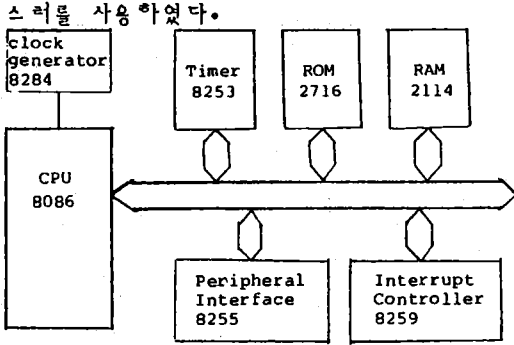 스러를 사용하였다.
clock
generator
8284
Timer
8253
ROM
2716
RAM
2114
CPU
8086
Peripheral
Interface
8255
Interrupt
Controller
8259